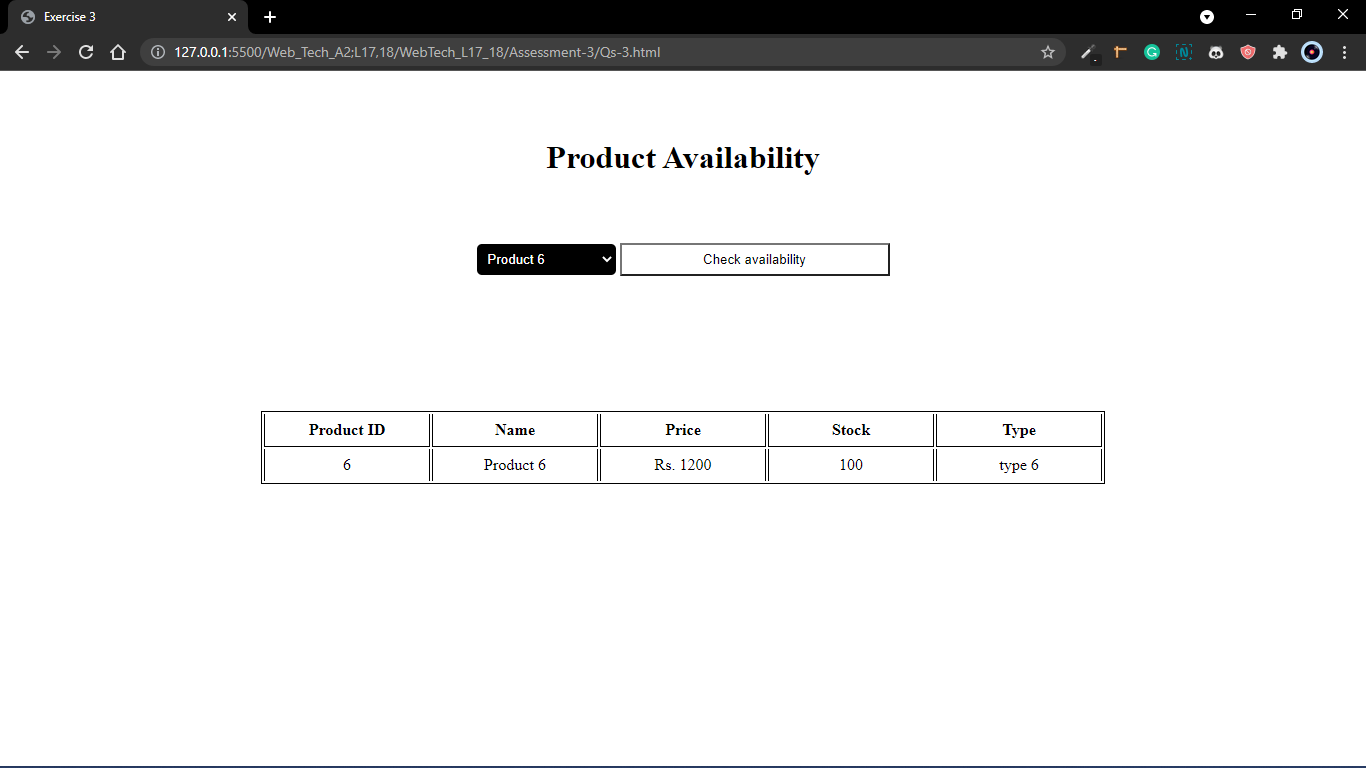 Exercise 3
127.0.0.1:5500/Web_Tech_A2;L17,18/WebTech_L17_18/Assessment-3/Qs-3.html
Product Availability
Product 6 Check availability
Product ID Name Price Stock Type
6 Product 6 Rs. 1200 100 type 6